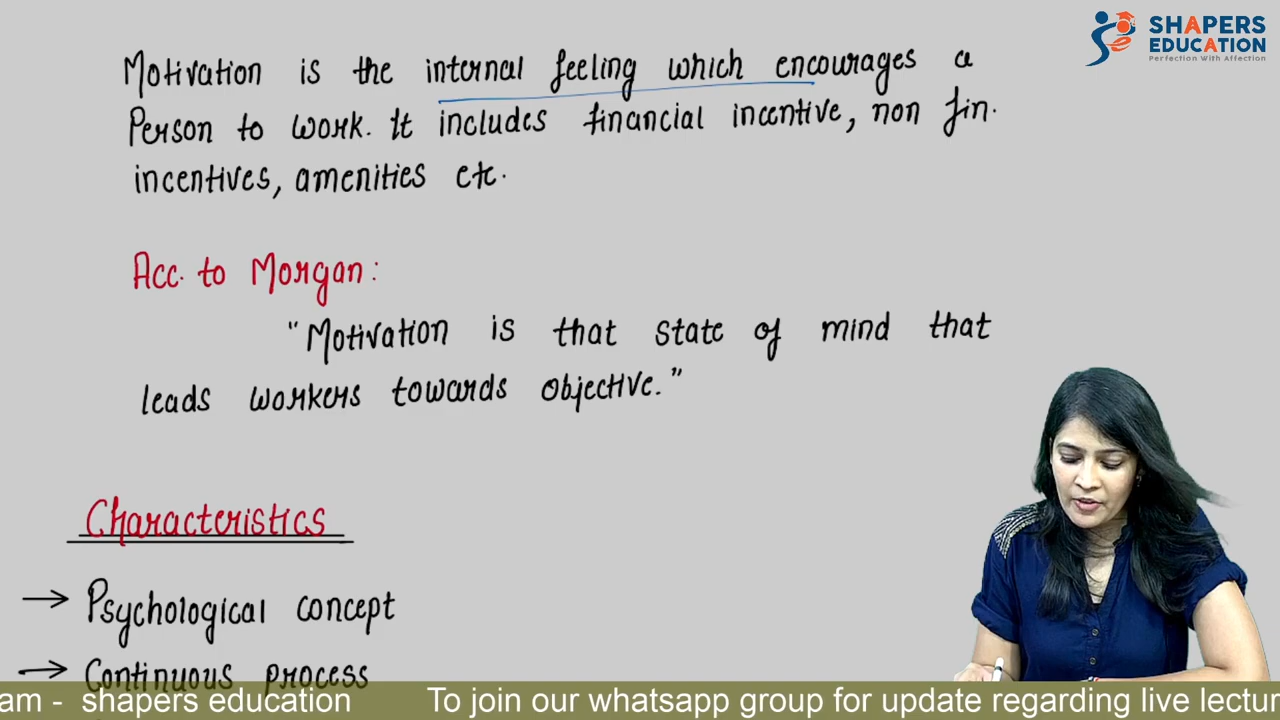 SHAPERS
EDUCATION
Perfection With Affection
Motivation is the internal feeling which encourages a
Person to work. It includes financial incentive, non fin.
incentives, amenities etc.
Acc. to Morgan:
"Motivation is that state of mind that
leads workers towards objective."
Characteristics
→ Psychological concept
→ Continuous process
am - shapers education To join our whatsapp group for update regarding live lectur